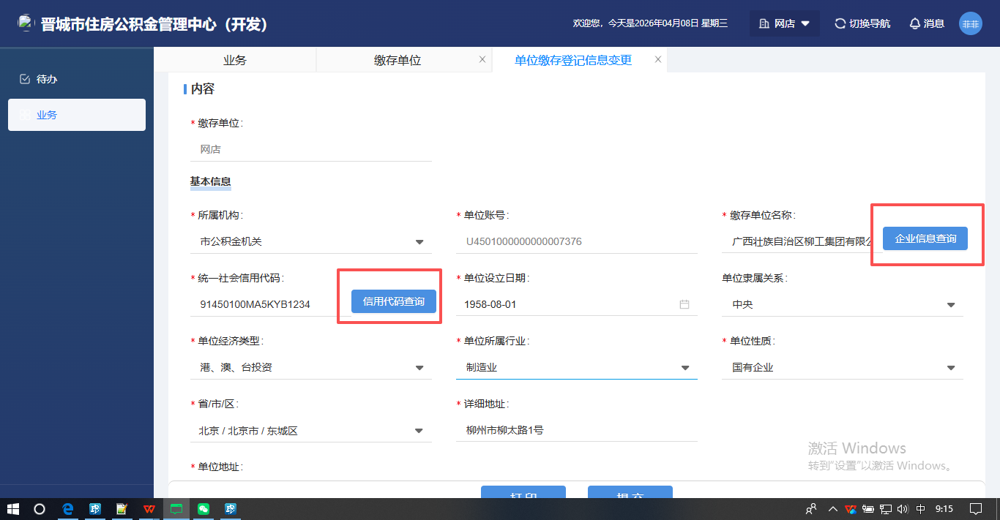 晋城市住房公积金管理中心（开发）
欢迎您，今天是2026年04月08日 星期三
网店
切换导航
消息
菲菲
待办
业务
业务
缴存单位
单位缴存登记信息变更
内容
* 缴存单位:
网店
基本信息
* 所属机构:
* 单位账号:
* 缴存单位名称:
市公积金机关
U4501000000000007376
广西壮族自治区柳工集团有限公
企业信息查询
* 统一社会信用代码:
* 单位设立日期:
单位隶属关系:
91450100MA5KYB1234
信用代码查询
1958-08-01
中央
* 单位经济类型:
* 单位所属行业:
* 单位性质:
港、澳、台投资
制造业
国有企业
* 省/市/区:
* 详细地址:
北京 / 北京市 / 东城区
柳州市柳太路1号
激活 Windows
转到"设置"以激活 Windows。
* 单位地址:
打印
提交
中
9:15